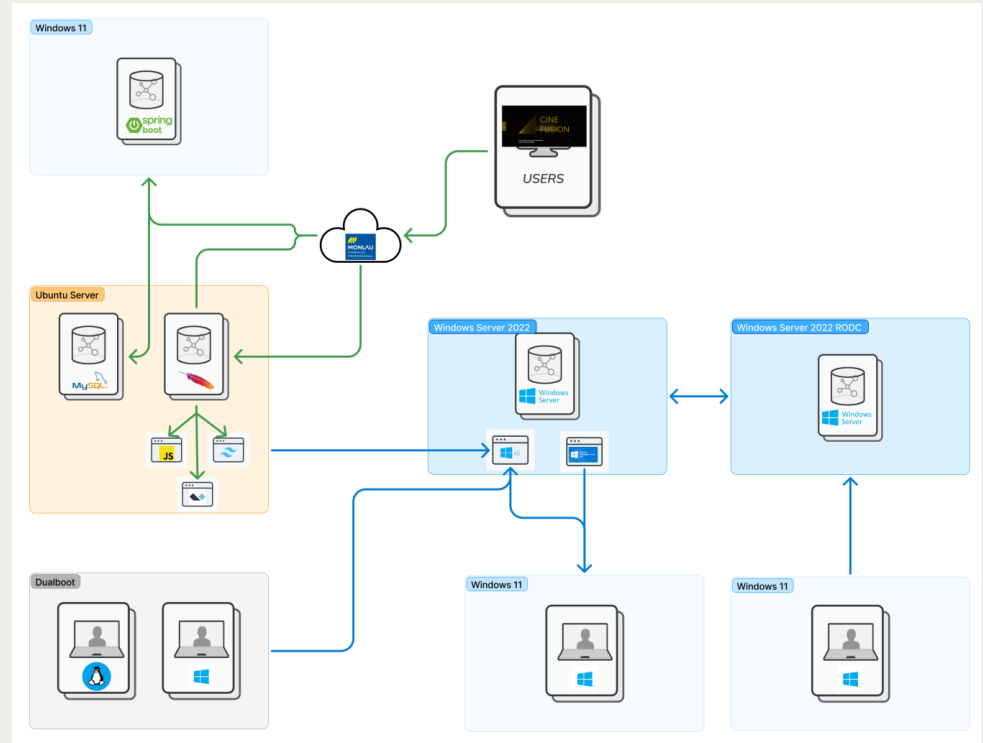 Windows 11
spring
boot
CINE
FUSION
USERS
MONLAU
Ubuntu Server
MySQL
JS
Windows Server 2022
Windows
Server
AD
Windows Server 2022 RODC
Windows
Server
Dualboot
Windows 11
Windows 11